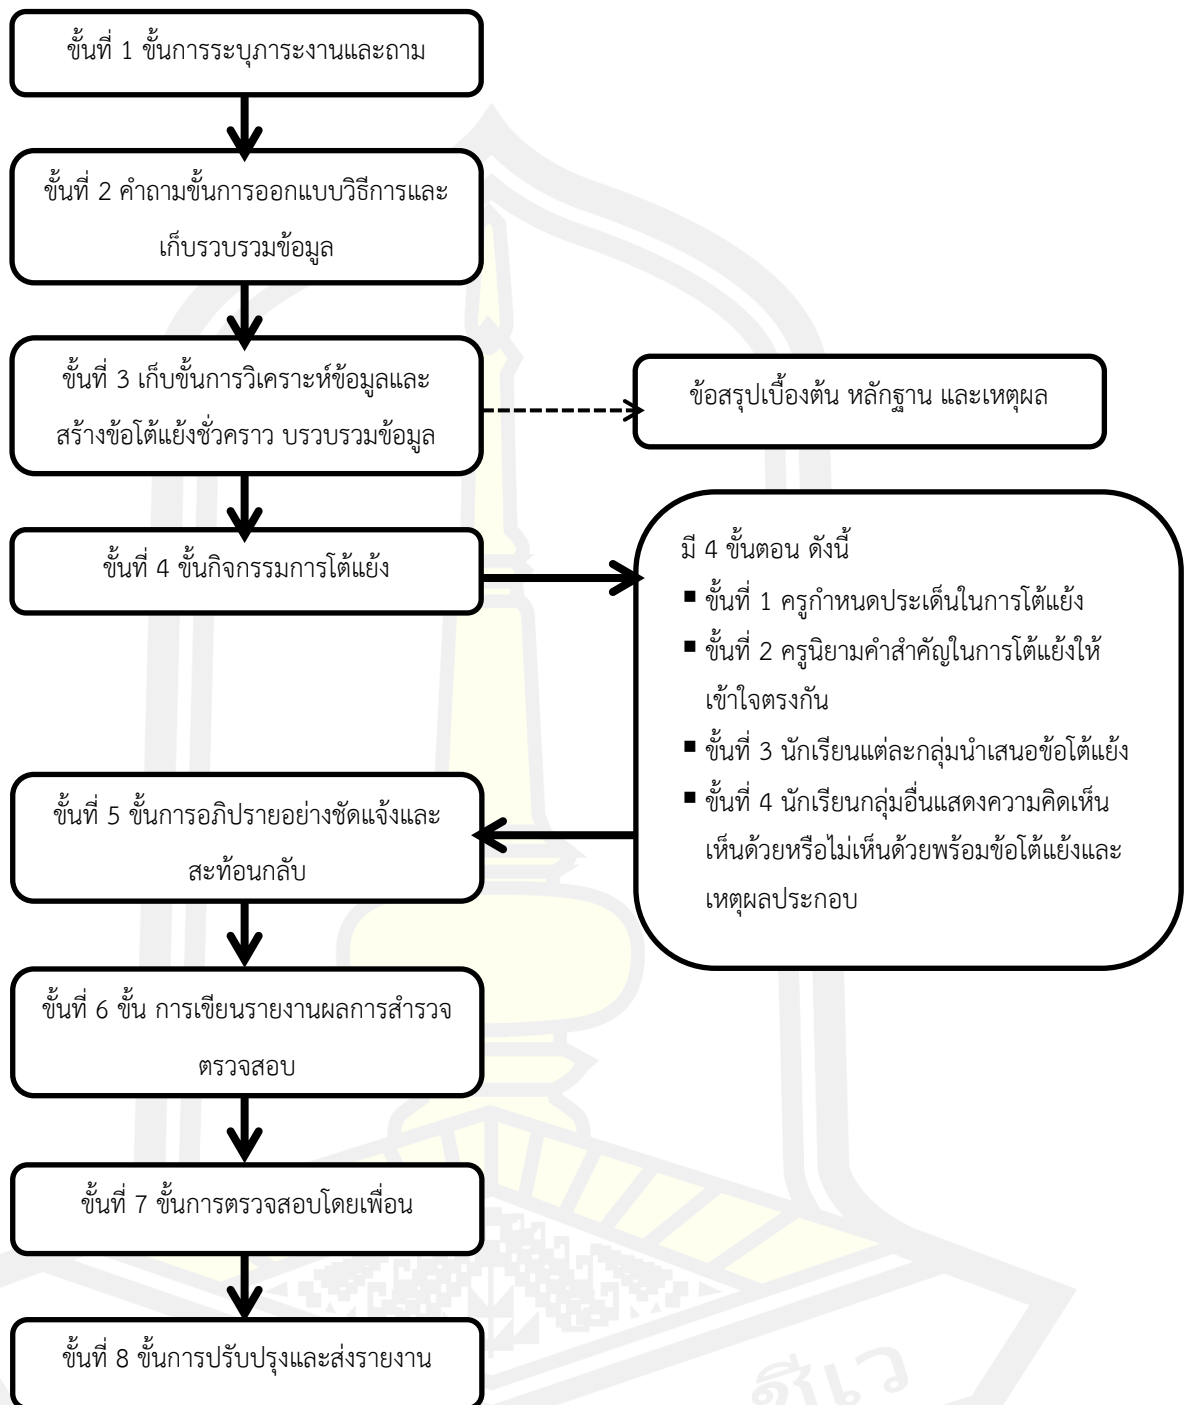 ขั้นที่ 1 ขั้นการระบุภาระงานและถาม
ขั้นที่ 2 คำถามขั้นการออกแบบวิธีการและ
เก็บรวบรวมข้อมูล
ขั้นที่ 3 เก็บขั้นการวิเคราะห์ข้อมูลและ
สร้างข้อโต้แย้งชั่วคราว บรวบรวมข้อมูล
ข้อสรุปเบื้องต้น หลักฐาน และเหตุผล
ขั้นที่ 4 ขั้นกิจกรรมการโต้แย้ง
มี 4 ขั้นตอน ดังนี้
▪ ขั้นที่ 1 ครูกำหนดประเด็นในการโต้แย้ง
▪ ขั้นที่ 2 ครูนิยามคำสำคัญในการโต้แย้งให้
เข้าใจตรงกัน
▪ ขั้นที่ 3 นักเรียนแต่ละกลุ่มนำเสนอข้อโต้แย้ง
▪ ขั้นที่ 4 นักเรียนกลุ่มอื่นแสดงความคิดเห็น
เห็นด้วยหรือไม่เห็นด้วยพร้อมข้อโต้แย้งและ
เหตุผลประกอบ
ขั้นที่ 5 ขั้นการอภิปรายอย่างชัดแจ้งและ
สะท้อนกลับ
ขั้นที่ 6 ขั้น การเขียนรายงานผลการสำรวจ
ตรวจสอบ
ขั้นที่ 7 ขั้นการตรวจสอบโดยเพื่อน
ขั้นที่ 8 ขั้นการปรับปรุงและส่งรายงาน
ชีเว